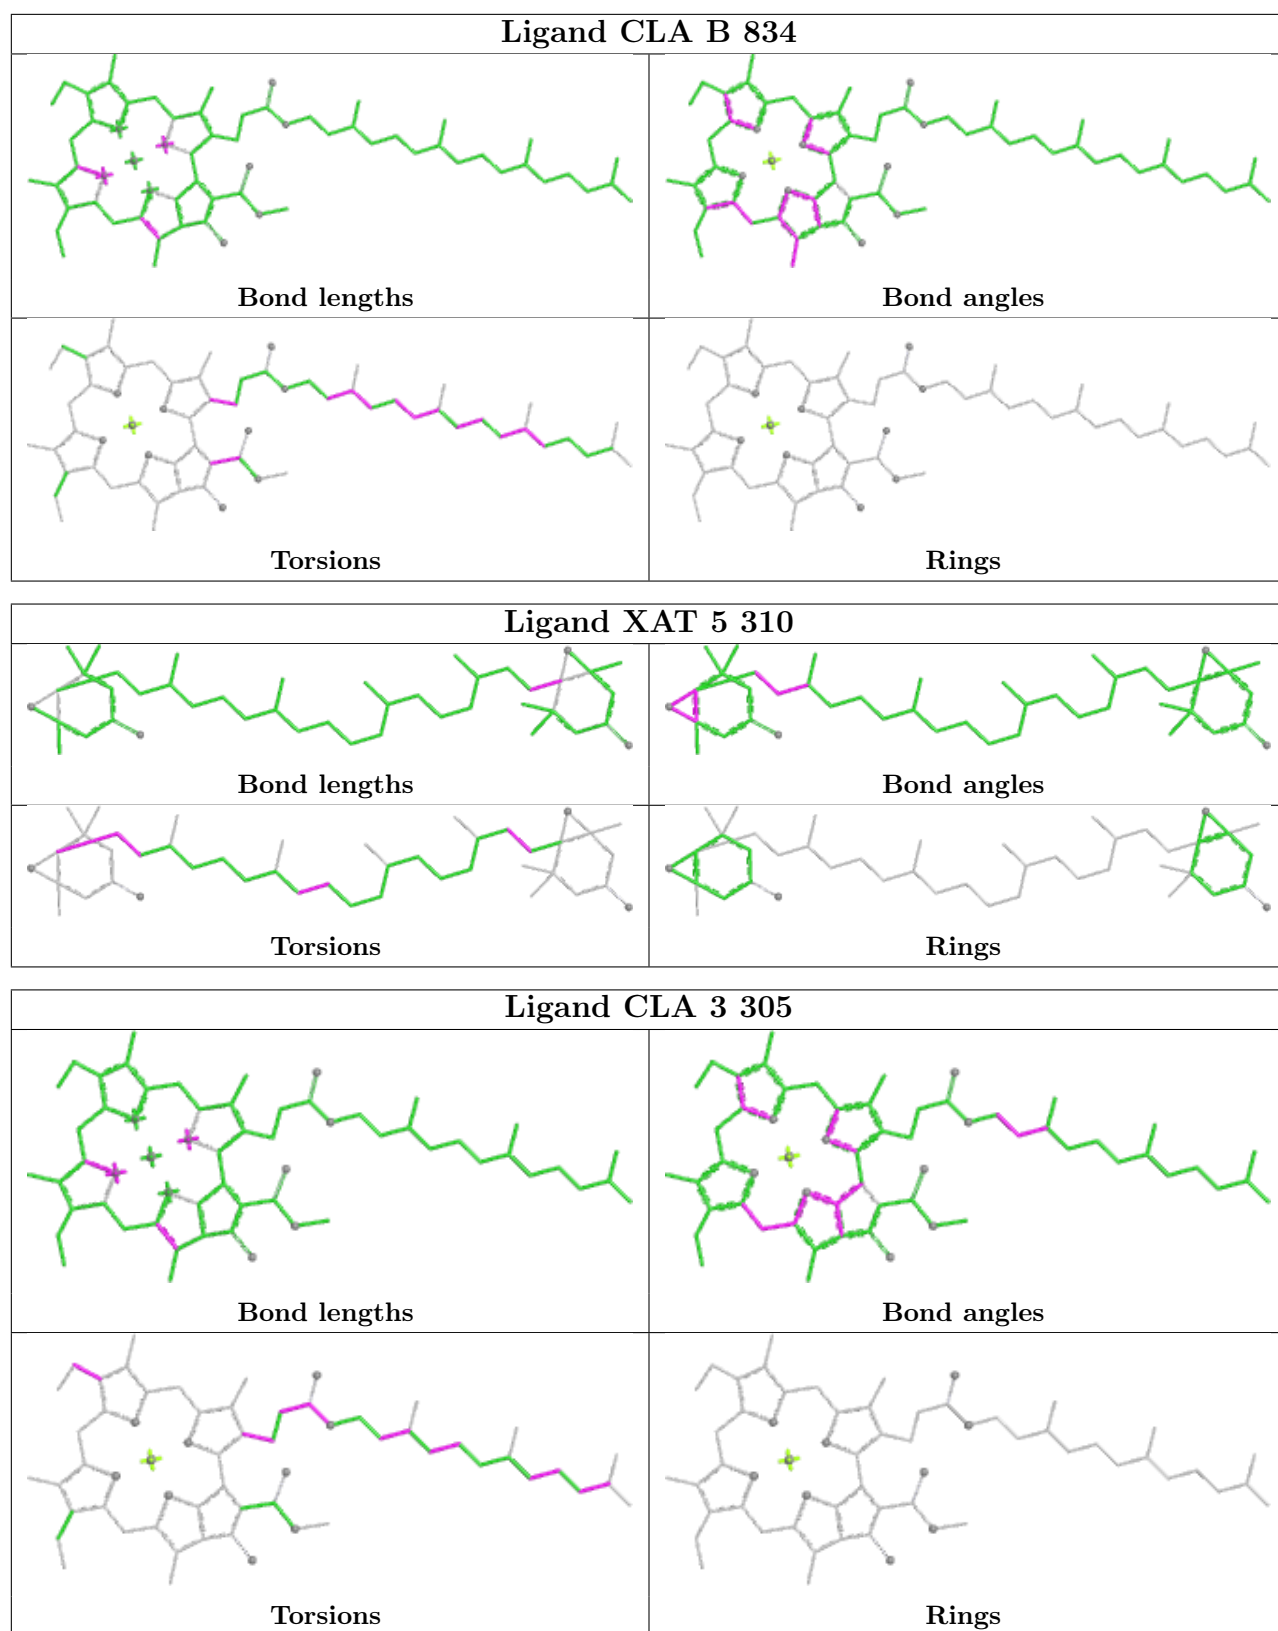 Ligand CLA B 834
Bond lengths
Bond angles
Torsions
Rings
Ligand XAT 5 310
Bond lengths
Bond angles
Torsions
Rings
Ligand CLA 3 305
Bond lengths
Bond angles
Torsions
Rings